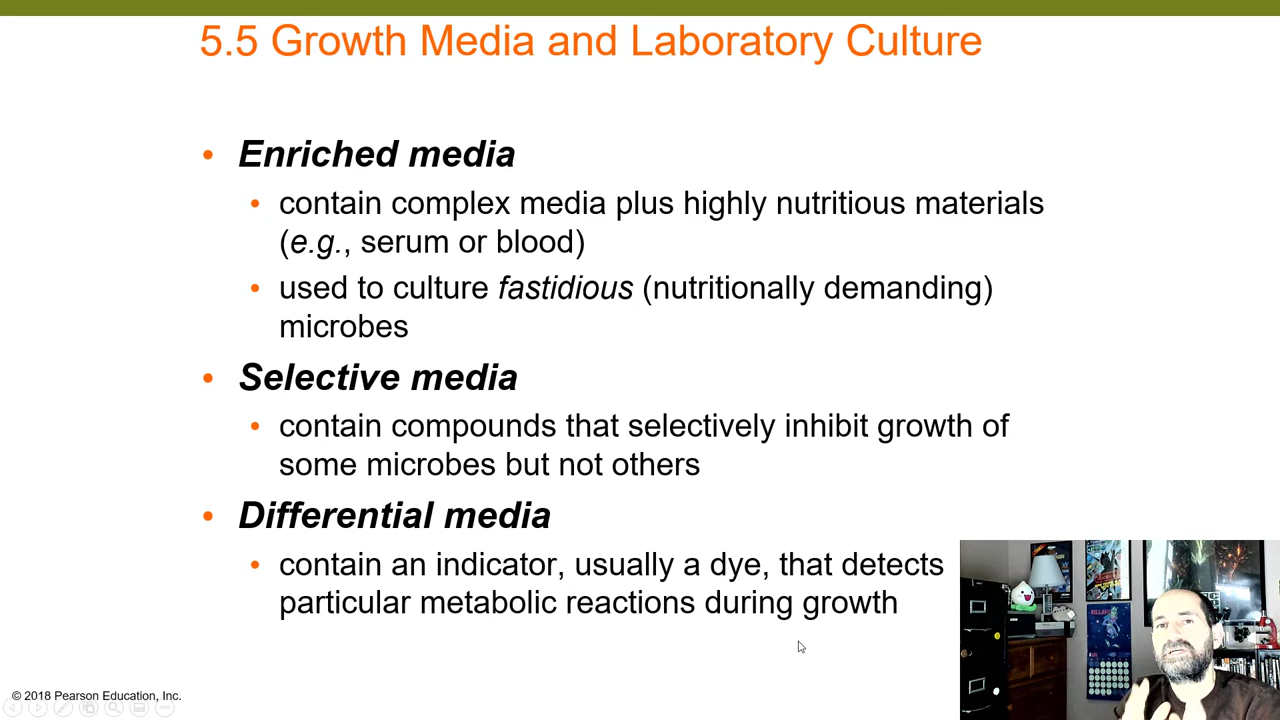 5.5 Growth Media and Laboratory Culture
• Enriched media
• contain complex media plus highly nutritious materials
(e.g., serum or blood)
• used to culture fastidious (nutritionally demanding)
microbes
• Selective media
• contain compounds that selectively inhibit growth of
some microbes but not others
• Differential media
• contain an indicator, usually a dye, that detects
particular metabolic reactions during growth
© 2018 Pearson Education, Inc.